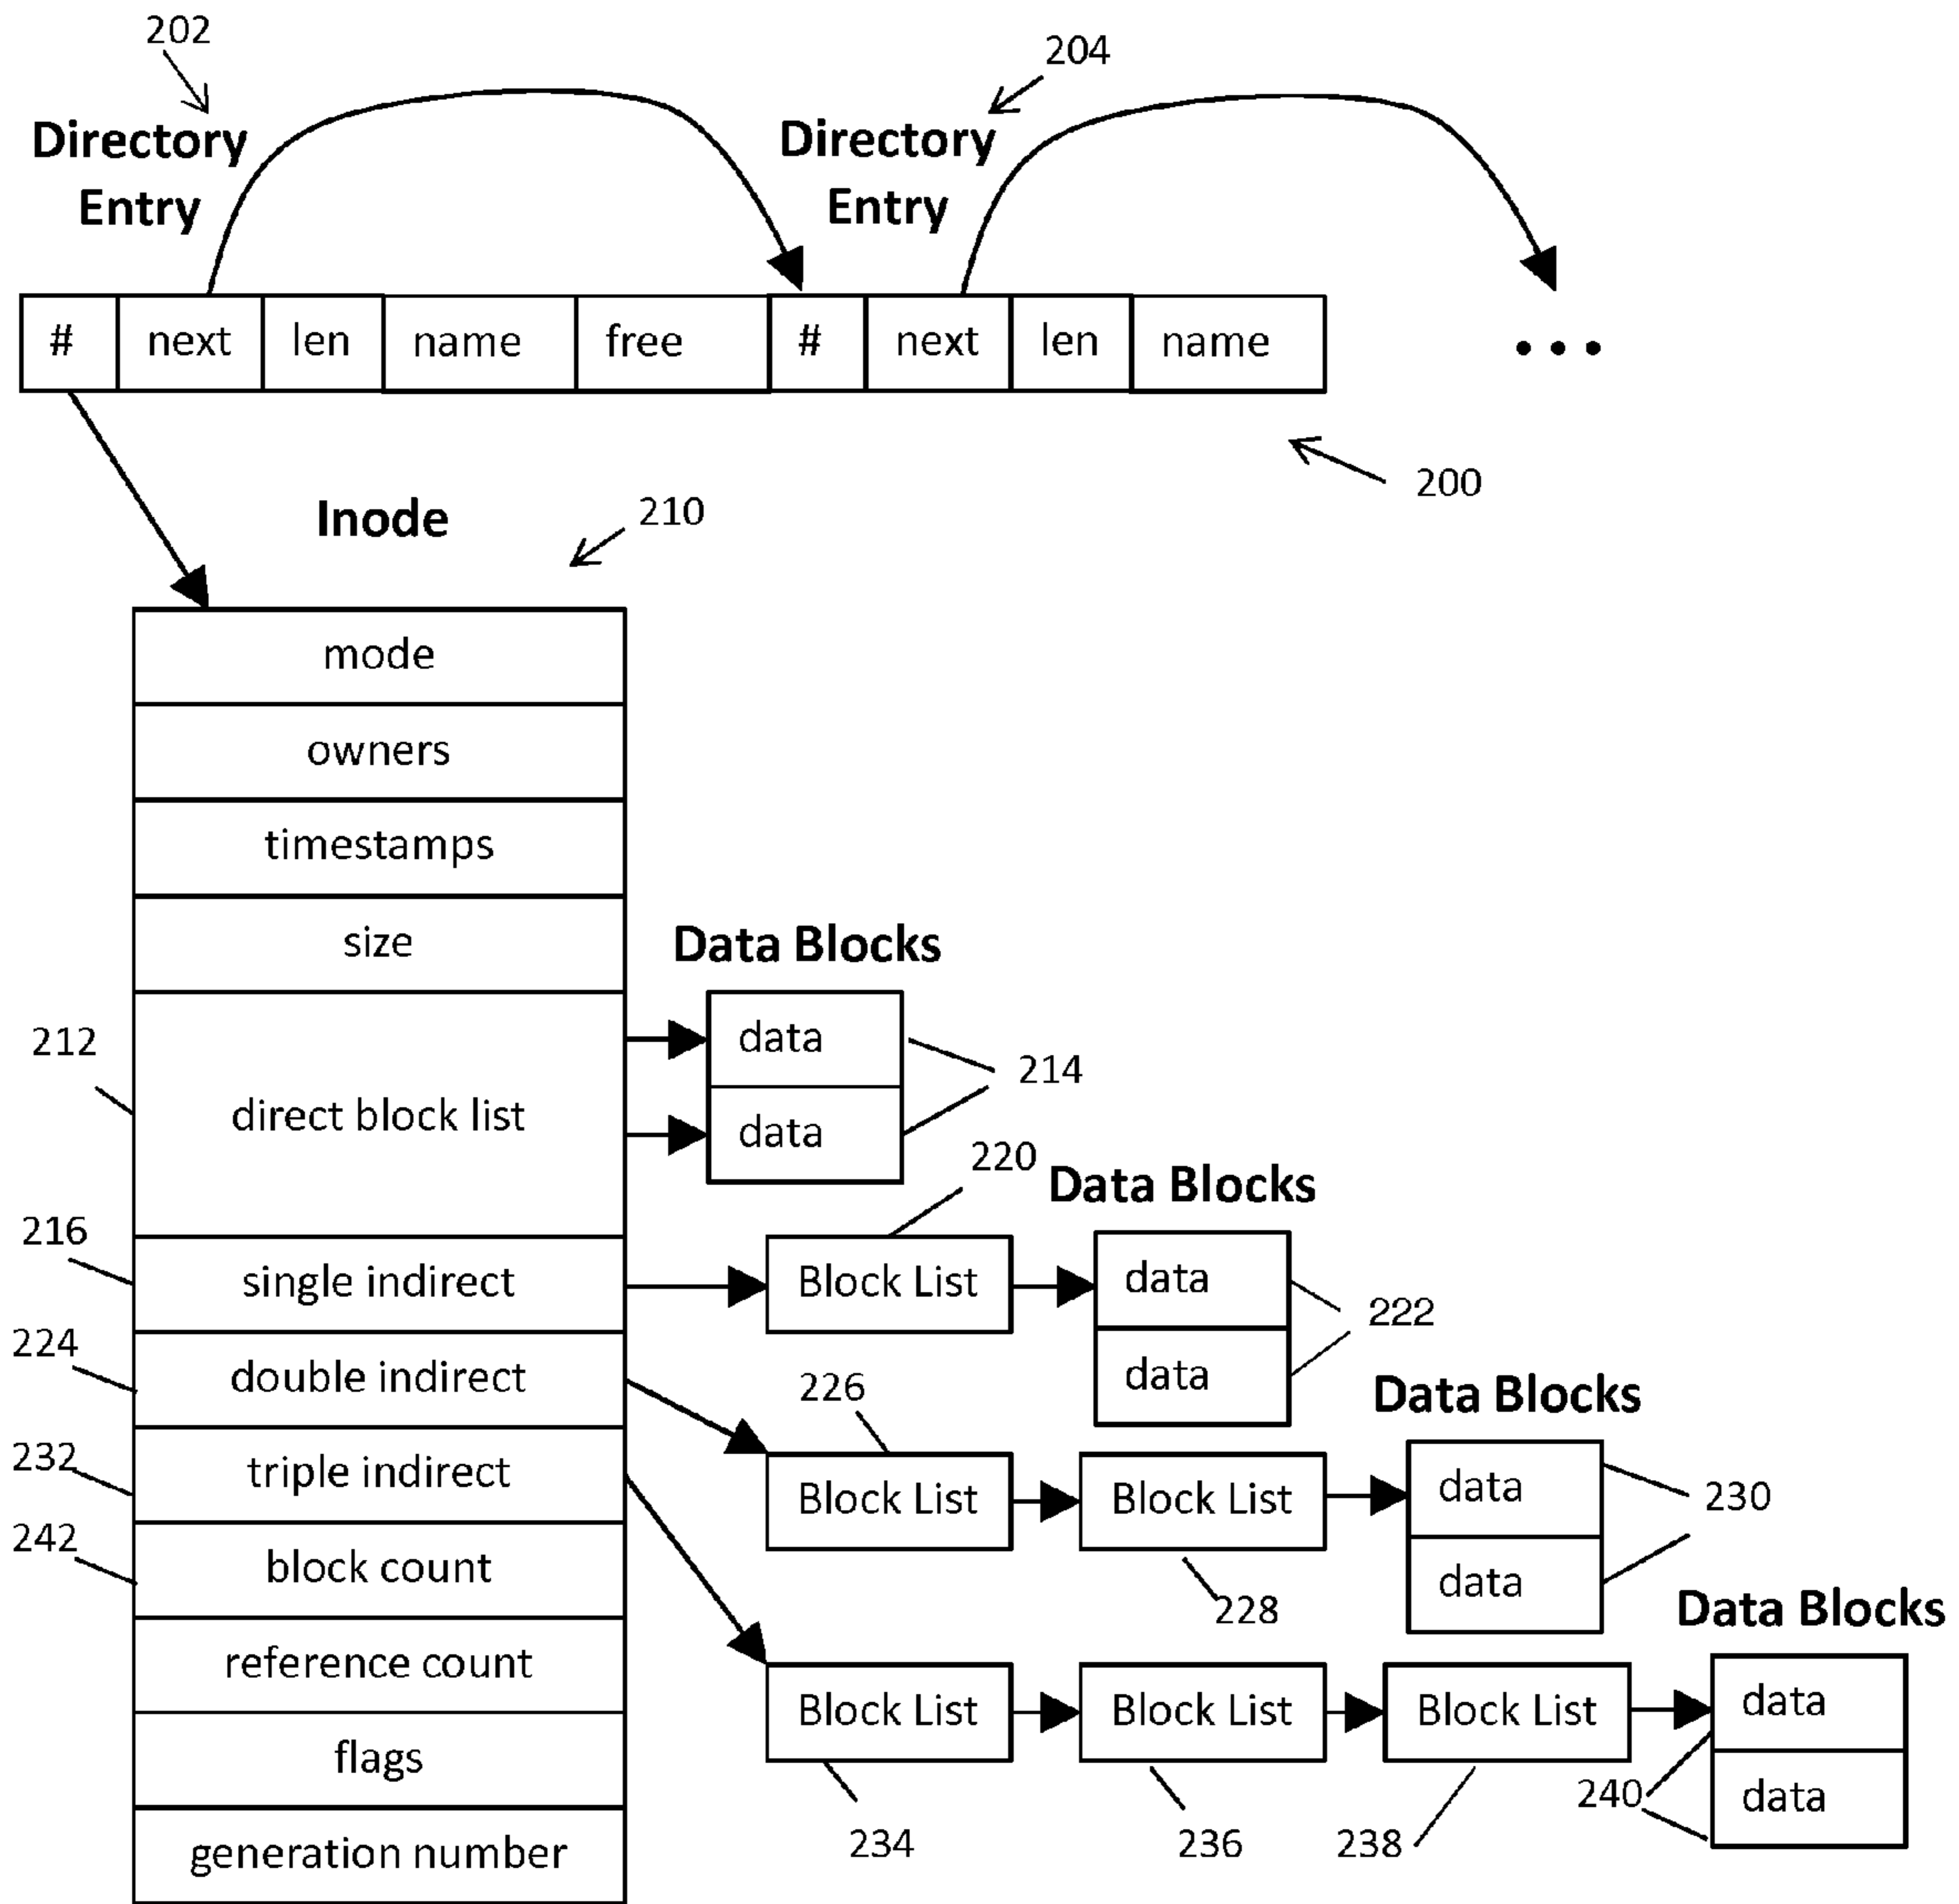 202
204
Directory
Entry
Directory
Entry
# next len name free # next len name
• • •
200
Inode
210
mode
owners
timestamps
size
Data Blocks
212
direct block list
data
data
214
220
Data Blocks
216
single indirect
Block List
data
data
222
224
double indirect
226
Data Blocks
Block List
Block List
data
data
230
232
triple indirect
228
242
block count
Data Blocks
reference count
Block List
Block List
Block List
data
data
flags
234
236
238
240
generation number